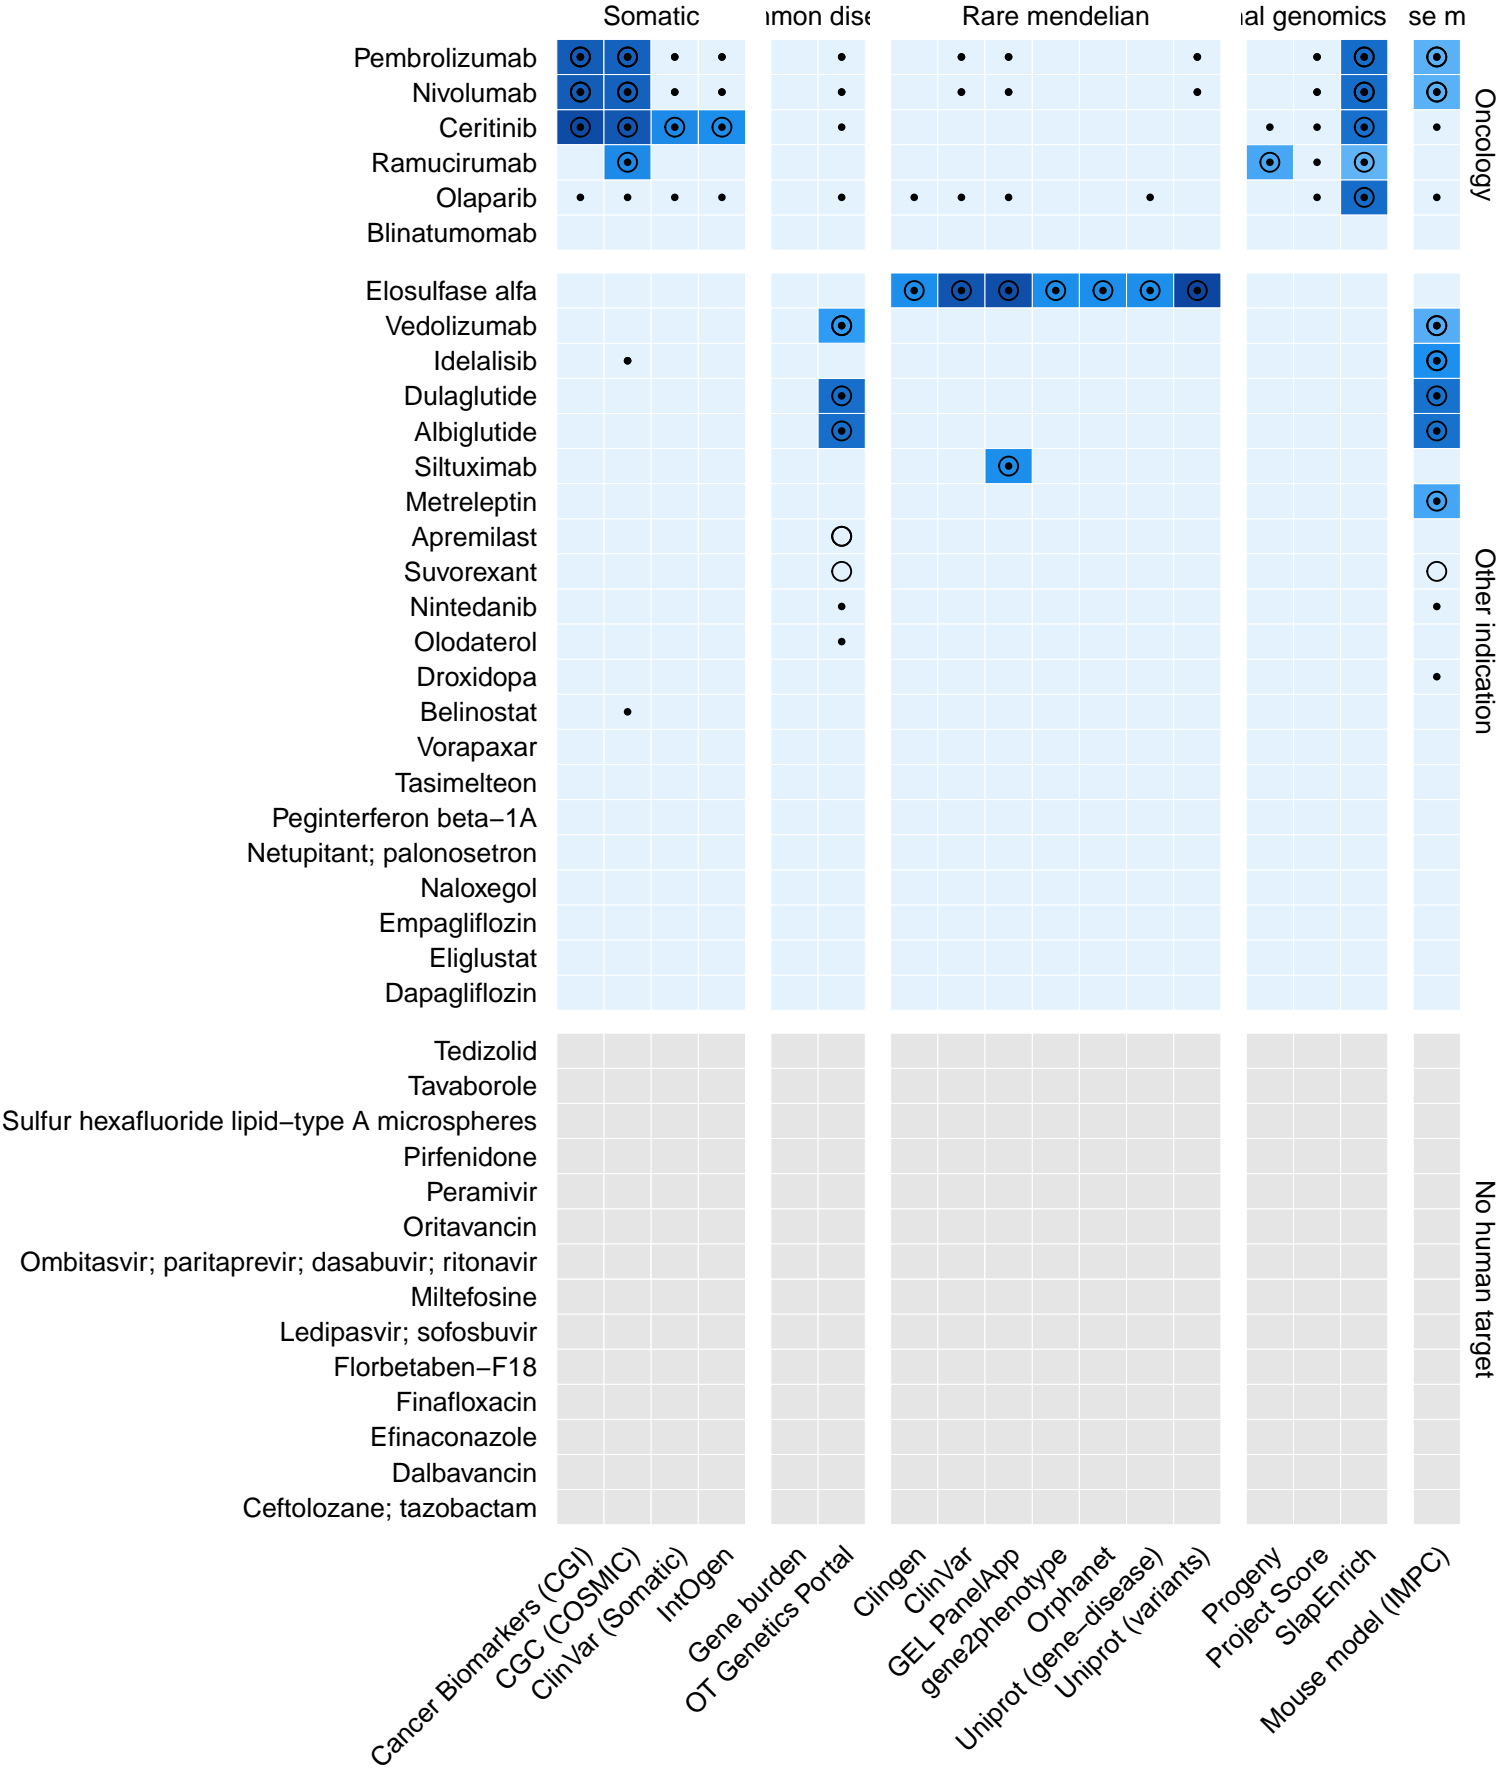 Somatic
nmon dise
Rare mendelian
al genomics
se m
Pembrolizumab
Nivolumab
Ceritinib
Ramucirumab
Olaparib
Blinatumomab
Oncology
Elosulfase alfa
Vedolizumab
Idelalisib
Dulaglutide
Albiglutide
Siltuximab
Metreleptin
Apremilast
Suvorexant
Nintedanib
Olodaterol
Droxidopa
Belinostat
Vorapaxar
Tasimelteon
Peginterferon beta−1A
Netupitant; palonosetron
Naloxegol
Empagliflozin
Eliglustat
Dapagliflozin
Other indication
Tedizolid
Tavaborole
Sulfur hexafluoride lipid−type A microspheres
Pirfenidone
Peramivir
Oritavancin
Ombitasvir; paritaprevir; dasabuvir; ritonavir
Miltefosine
Ledipasvir; sofosbuvir
Florbetaben−F18
Finafloxacin
Efinaconazole
Dalbavancin
Ceftolozane; tazobactam
No human target
Cancer Biomarkers (CGI)
CGC (COSMIC)
ClinVar (Somatic)
IntOgen
Gene burden
OT Genetics Portal
Clingen
ClinVar
GEL PanelApp
gene2phenotype
Orphanet
Uniprot (gene−disease)
Uniprot (variants)
Progeny
Project Score
SlapEnrich
Mouse model (IMPC)